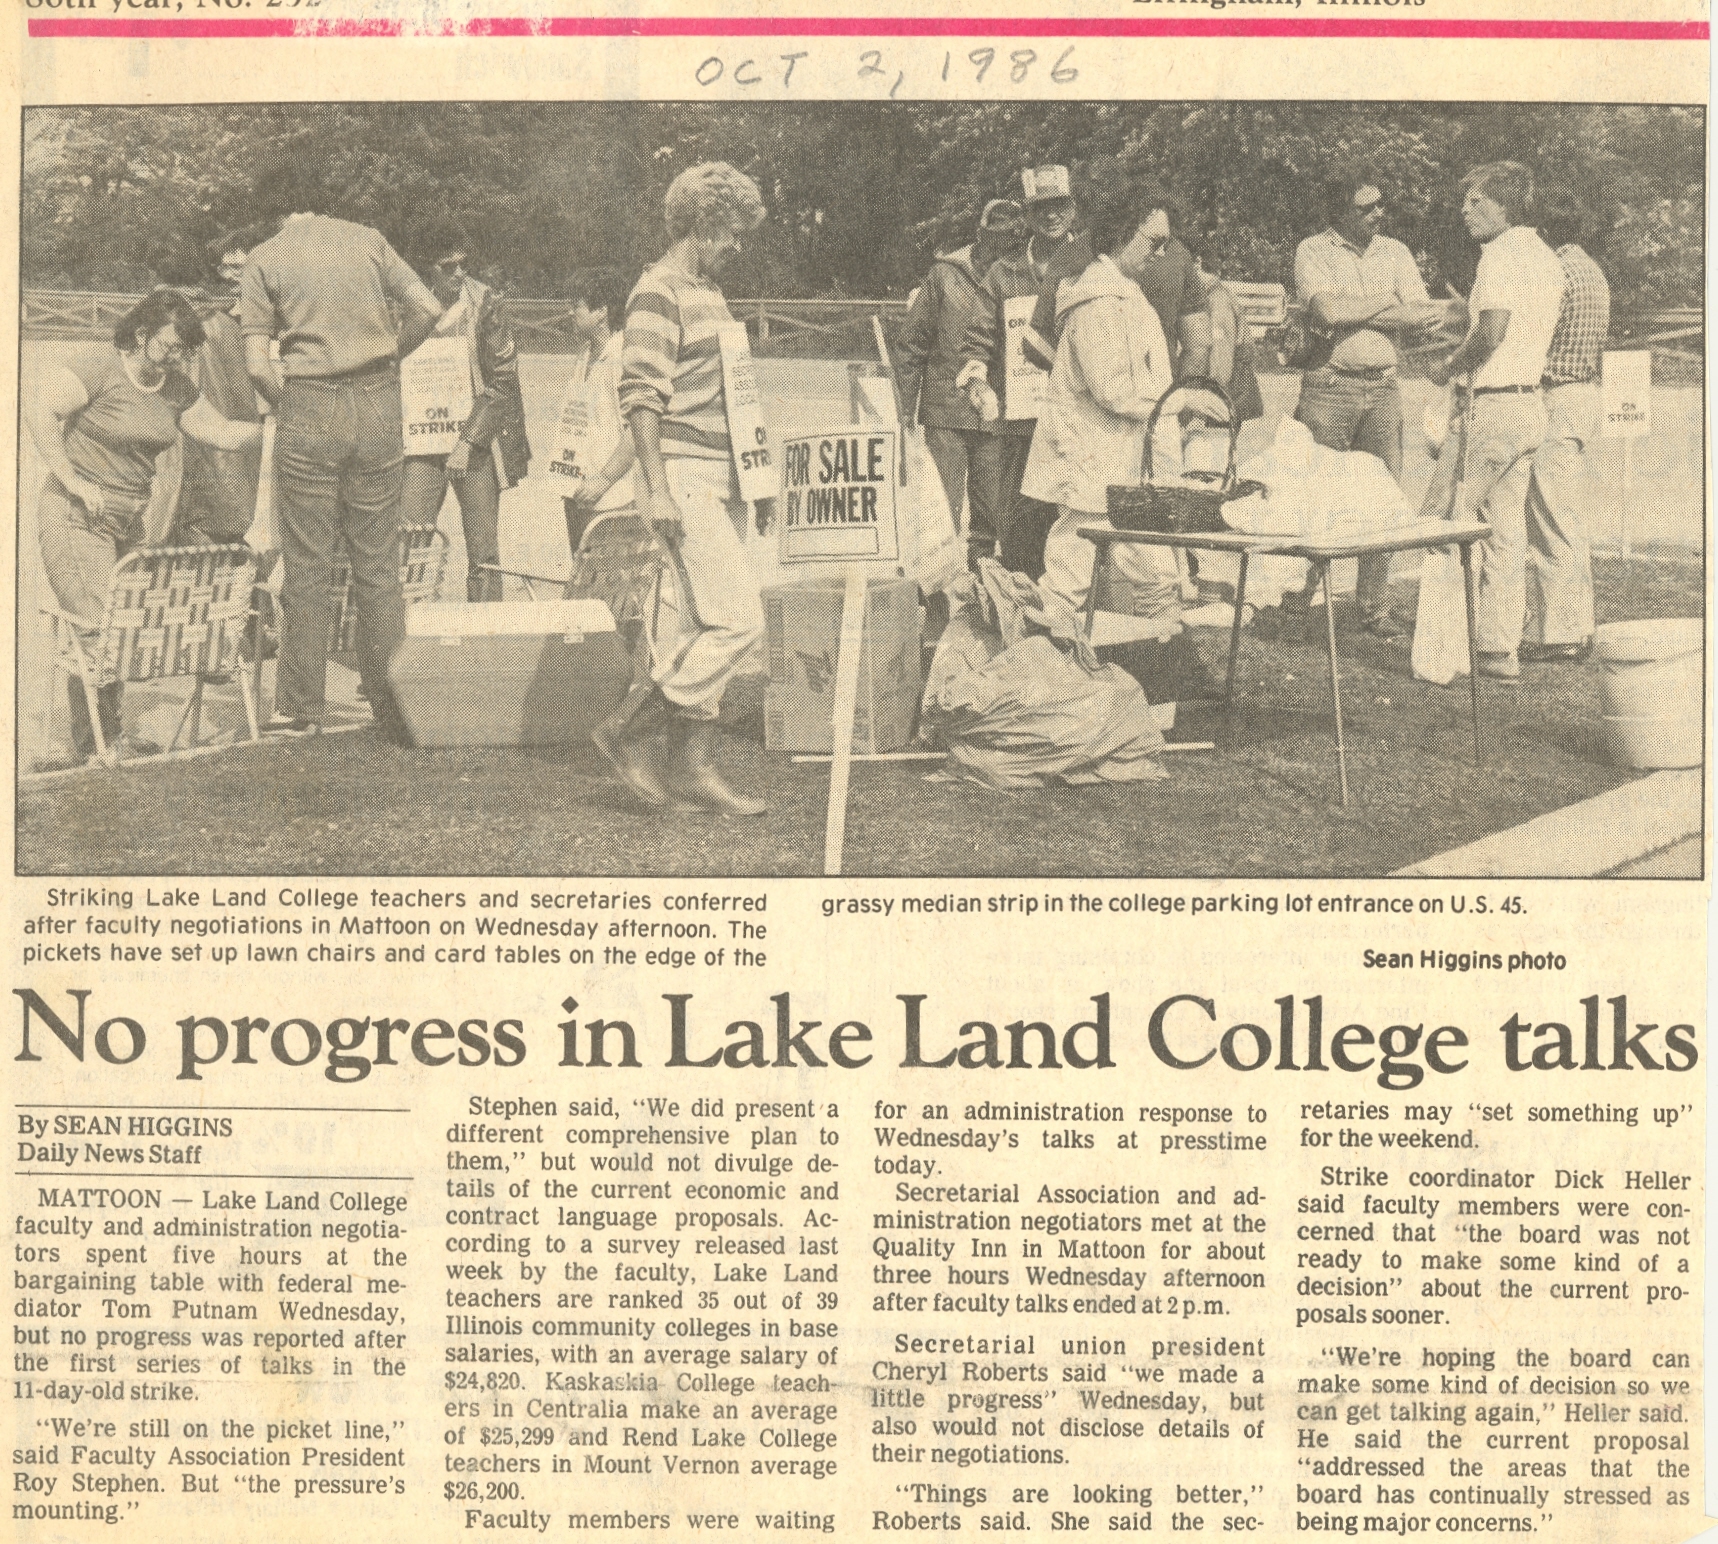 Effingham, Illinois
OCT 2, 1986
ON
STRIKE
ON
STRIKE
FOR SALE
BY OWNER
ON
ON
STRIKE
Striking Lake Land College teachers and secretaries conferred
after faculty negotiations in Mattoon on Wednesday afternoon. The
pickets have set up lawn chairs and card tables on the edge of the
grassy median strip in the college parking lot entrance on U.S. 45.
Sean Higgins photo
No progress in Lake Land College talks
By SEAN HIGGINS
Daily News Staff
MATTOON — Lake Land College
faculty and administration negotia-
tors spent five hours at the
bargaining table with federal me-
diator Tom Putnam Wednesday,
but no progress was reported after
the first series of talks in the
11-day-old strike.
“We’re still on the picket line,”
said Faculty Association President
Roy Stephen. But “the pressure’s
mounting.”
Stephen said, “We did present a
different comprehensive plan to
them,” but would not divulge de-
tails of the current economic and
contract language proposals. Ac-
cording to a survey released last
week by the faculty, Lake Land
teachers are ranked 35 out of 39
Illinois community colleges in base
salaries, with an average salary of
$24,820. Kaskaskia College teach-
ers in Centralia make an average
of $25,299 and Rend Lake College
teachers in Mount Vernon average
$26,200.
Faculty members were waiting
for an administration response to
Wednesday’s talks at presstime
today.
Secretarial Association and ad-
ministration negotiators met at the
Quality Inn in Mattoon for about
three hours Wednesday afternoon
after faculty talks ended at 2 p.m.
Secretarial union president
Cheryl Roberts said “we made a
little progress” Wednesday, but
also would not disclose details of
their negotiations.
“Things are looking better,”
Roberts said. She said the sec-
retaries may “set something up”
for the weekend.
Strike coordinator Dick Heller
said faculty members were con-
cerned that “the board was not
ready to make some kind of a
decision” about the current pro-
posals sooner.
“We’re hoping the board can
make some kind of decision so we
can get talking again,” Heller said.
He said the current proposal
“addressed the areas that the
board has continually stressed as
being major concerns.”